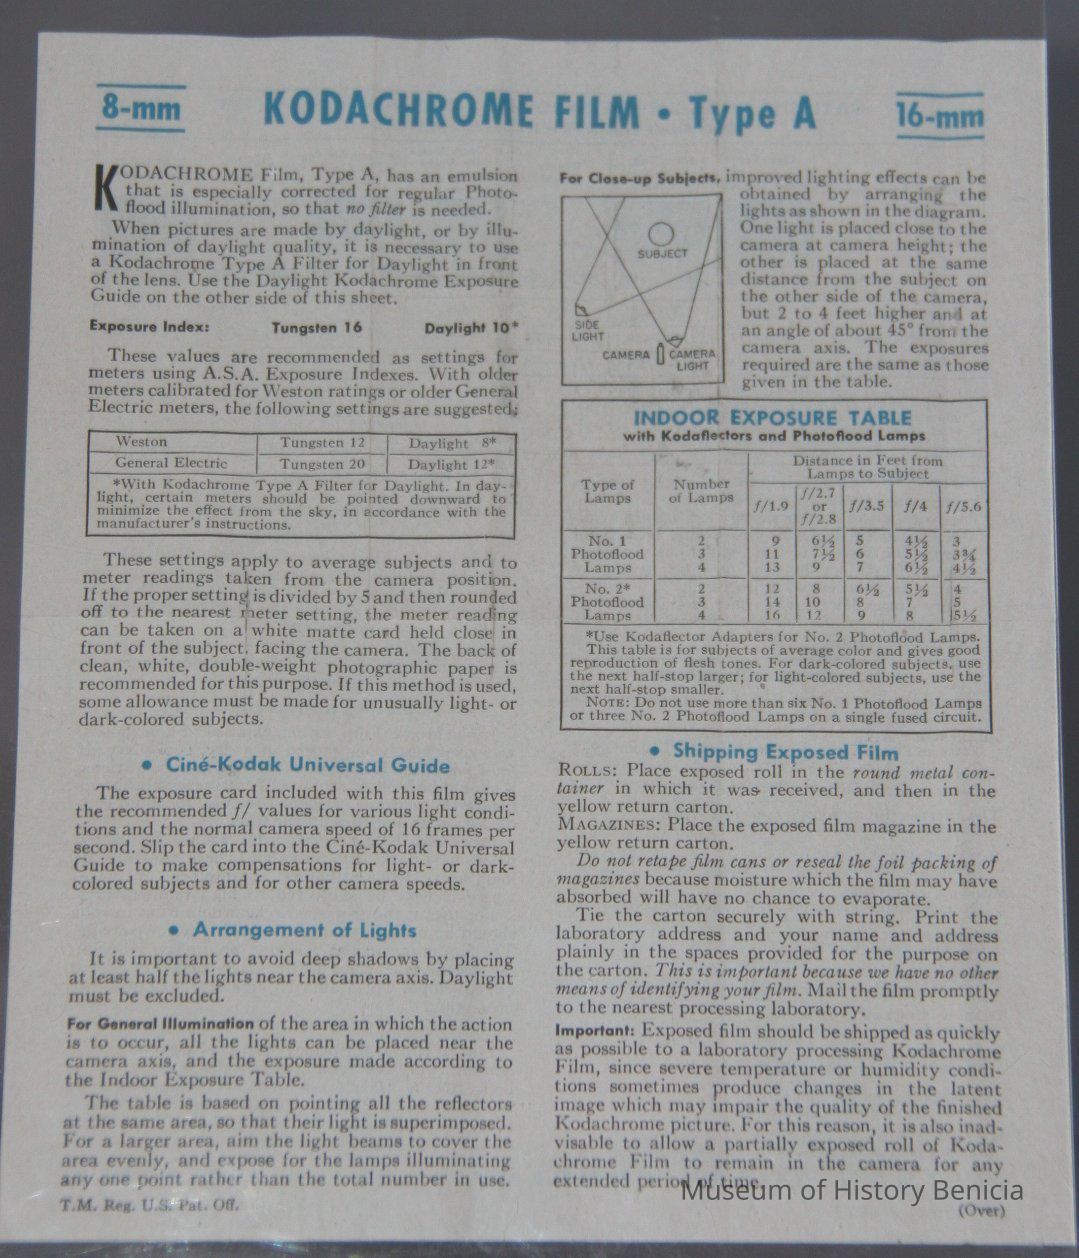 8-mm
KODACHROME FILM • Type A
16-mm
KODACHROME Film, Type A, has an emulsion
that is especially corrected for regular Photo-
flood illumination, so that no filter is needed.
When pictures are made by daylight, or by illu-
mination of daylight quality, it is necessary to use
a Kodachrome Type A Filter for Daylight in front
of the lens. Use the Daylight Kodachrome Exposure
Guide on the other side of this sheet.
Exposure Index: Tungsten 16 Daylight 10*
These values are recommended as settings for
meters using A.S.A. Exposure Indexes. With older
meters calibrated for Weston ratings or older General
Electric meters, the following settings are suggested:
Weston Tungsten 12 Daylight 8*
General Electric Tungsten 20 Daylight 12*
*With Kodachrome Type A Filter for Daylight. In day-
light, certain meters should be pointed downward to
minimize the effect from the sky, in accordance with the
manufacturer's instructions.
These settings apply to average subjects and to
meter readings taken from the camera position.
If the proper setting is divided by 5 and then rounded
off to the nearest meter setting, the meter reading
can be taken on a white matte card held close in
front of the subject, facing the camera. The back of
clean, white, double-weight photographic paper is
recommended for this purpose. If this method is used,
some allowance must be made for unusually light- or
dark-colored subjects.
• Ciné-Kodak Universal Guide
The exposure card included with this film gives
the recommended f/ values for various light condi-
tions and the normal camera speed of 16 frames per
second. Slip the card into the Ciné-Kodak Universal
Guide to make compensations for light- or dark-
colored subjects and for other camera speeds.
• Arrangement of Lights
It is important to avoid deep shadows by placing
at least half the lights near the camera axis. Daylight
must be excluded.
For General Illumination of the area in which the action
is to occur, all the lights can be placed near the
camera axis, and the exposure made according to
the Indoor Exposure Table.
The table is based on pointing all the reflectors
at the same area, so that their light is superimposed.
For a larger area, aim the light beams to cover the
area evenly, and expose for the lamps illuminating
any one point rather than the total number in use.
T.M. Reg. U.S. Pat. Off.
For Close-up Subjects, improved lighting effects can be
obtained by arranging the
lights as shown in the diagram.
One light is placed close to the
camera at camera height; the
other is placed at the same
distance from the subject on
the other side of the camera,
but 2 to 4 feet higher and at
an angle of about 45° from the
camera axis. The exposures
required are the same as those
given in the table.
SUBJECT
SIDE
LIGHT
CAMERA
CAMERA
LIGHT
INDOOR EXPOSURE TABLE
with Kodaflectors and Photoflood Lamps
Type of
Lamps
Number
of Lamps
Distance in Feet from
Lamps to Subject
f/1.9 f/2.7 or f/2.8 f/3.5 f/4 f/5.6
No. 1 2 9 6½ 5 4½ 3
Photoflood 3 11 7½ 6 5½ 3¾
Lamps 4 13 9 7 6½ 4½
No. 2* 2 12 8 6½ 5½ 4
Photoflood 3 14 10 8 7 5
Lamps 4 16 12 9 8 5½
*Use Kodaflector Adapters for No. 2 Photoflood Lamps.
This table is for subjects of average color and gives good
reproduction of flesh tones. For dark-colored subjects, use
the next half-stop larger; for light-colored subjects, use the
next half-stop smaller.
NOTE: Do not use more than six No. 1 Photoflood Lamps
or three No. 2 Photoflood Lamps on a single fused circuit.
• Shipping Exposed Film
ROLLS: Place exposed roll in the round metal con-
tainer in which it was received, and then in the
yellow return carton.
MAGAZINES: Place the exposed film magazine in the
yellow return carton.
Do not retape film cans or reseal the foil packing of
magazines because moisture which the film may have
absorbed will have no chance to evaporate.
Tie the carton securely with string. Print the
laboratory address and your name and address
plainly in the spaces provided for the purpose on
the carton. This is important because we have no other
means of identifying your film. Mail the film promptly
to the nearest processing laboratory.
Important: Exposed film should be shipped as quickly
as possible to a laboratory processing Kodachrome
Film, since severe temperature or humidity condi-
tions sometimes produce changes in the latent
image which may impair the quality of the finished
Kodachrome picture. For this reason, it is also inad-
visable to allow a partially exposed roll of Koda-
chrome Film to remain in the camera for any
extended period of time.
Museum of History Benicia
(Over)